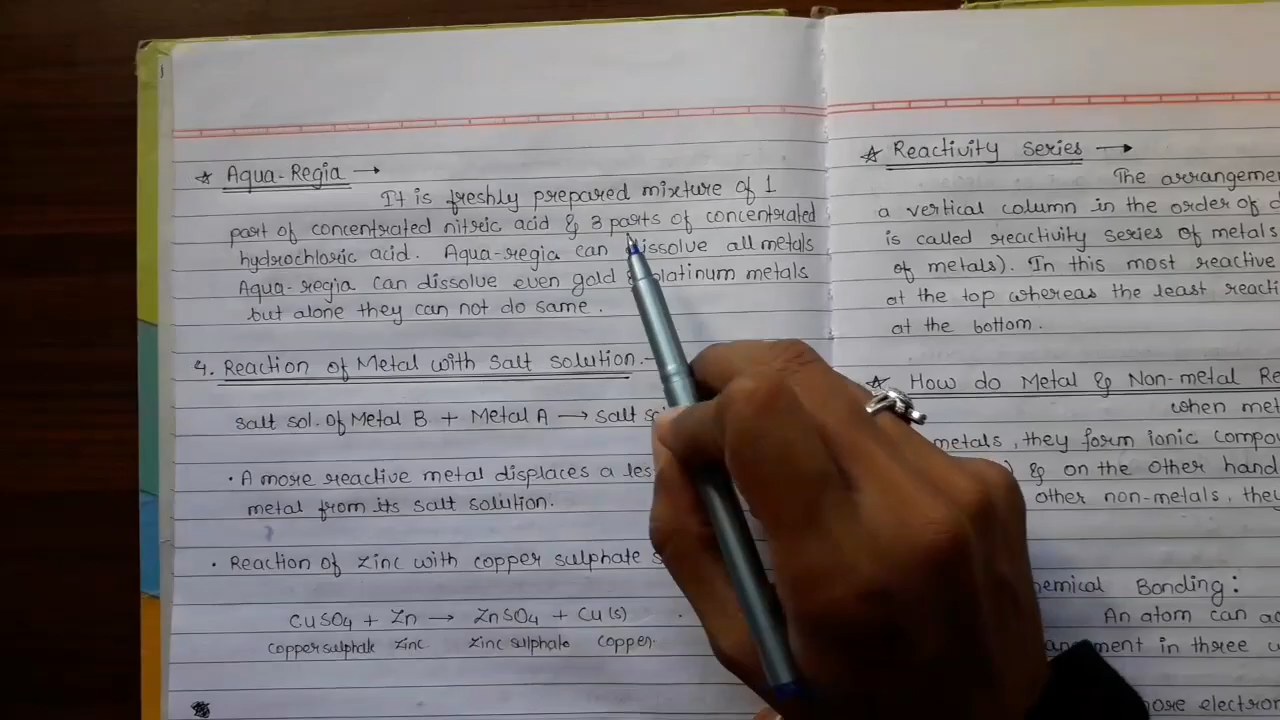 ☆ Aqua-Regia →
It is freshly prepared mixture of 1
part of concentrated nitric acid & 3 parts of concentrated
hydrochloric acid. Aqua-regia can dissolve all metals
Aqua-regia can dissolve even gold & platinum metals
but alone they can not do same.
4. Reaction of Metal with Salt solution.-
salt sol. of Metal B + Metal A → salt
• A more reactive metal displaces a les
metal from its salt solution.
• Reaction of zinc with copper sulphate s
CuSO4 + Zn → ZnSO4 + Cu(s)
coppersulphate zinc. zinc sulphate copper.
☆ Reactivity series →
The arrangeme
a vertical column in the order of d
is called reactivity series of metals
of metals). In this most reactive
at the top whereas the least reacti
at the bottom.
☆ How do Metal & Non-metal Re
when met
metals, they form ionic compou
) & on the other hand
other non-metals, they
hemical Bonding:
An atom can ac
angement in three w
ore electron